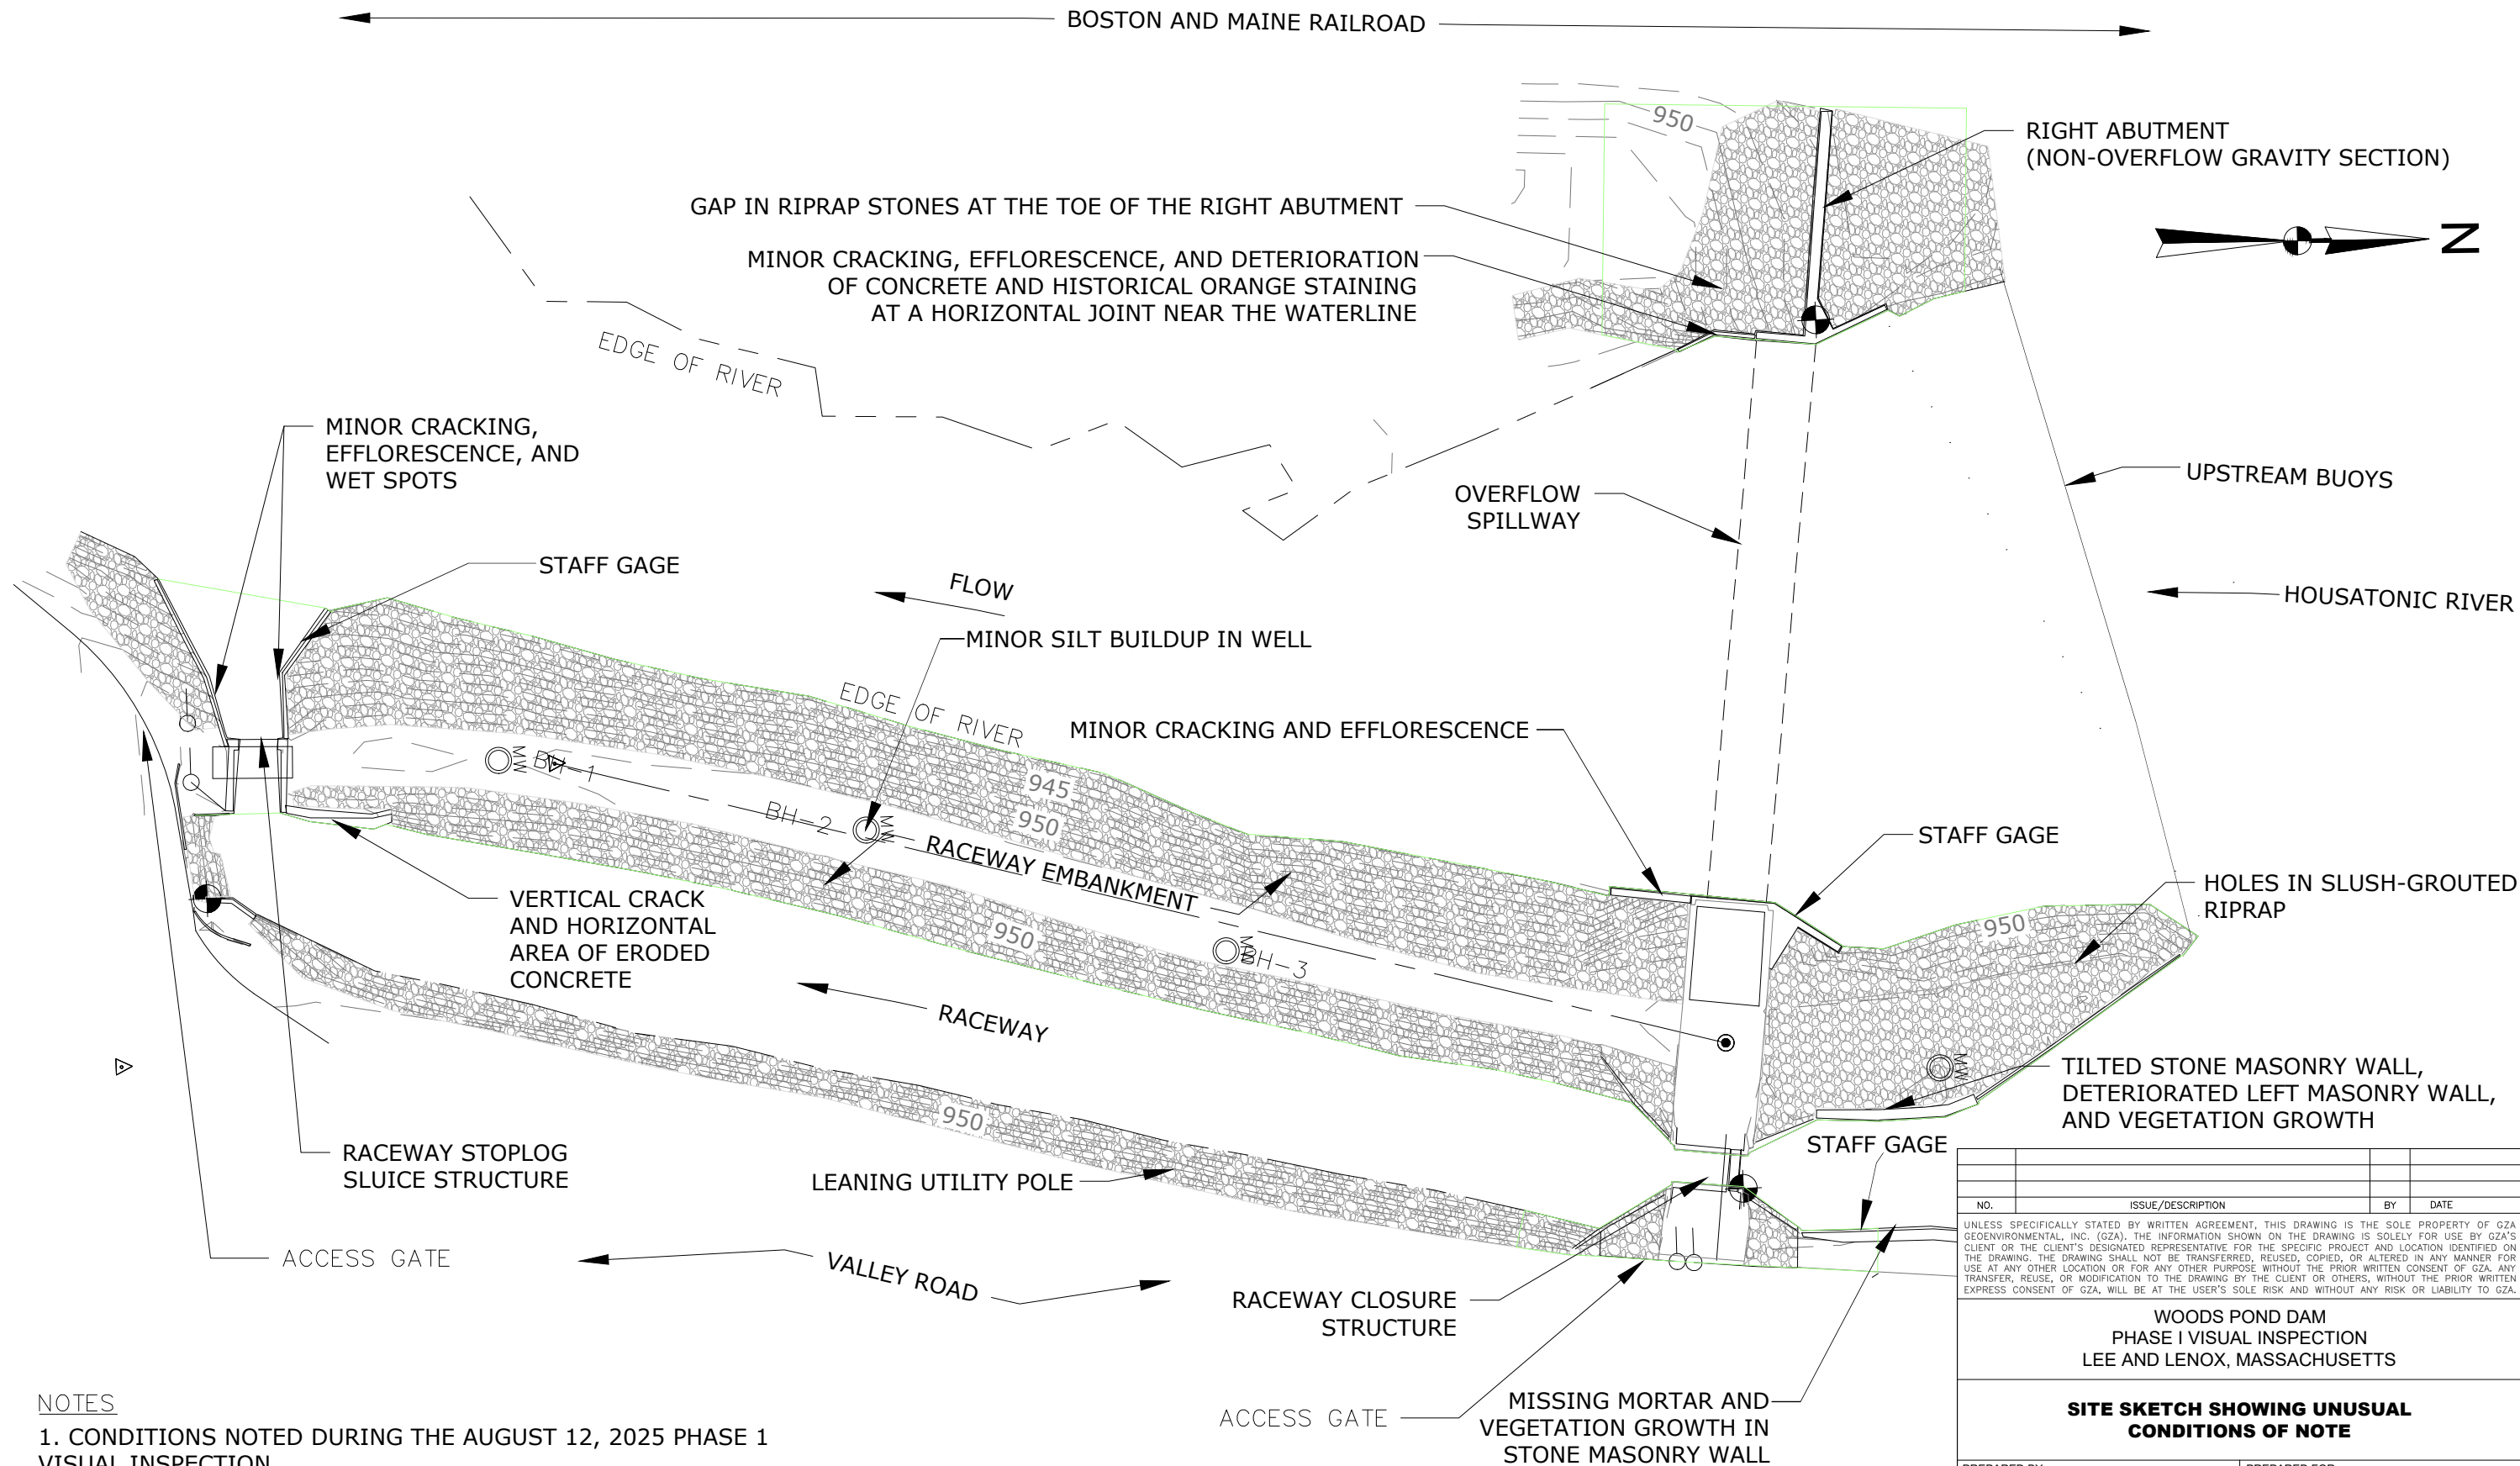 BOSTON AND MAINE RAILROAD
950
RIGHT ABUTMENT
(NON-OVERFLOW GRAVITY SECTION)
GAP IN RIPRAP STONES AT THE TOE OF THE RIGHT ABUTMENT
N
MINOR CRACKING, EFFLORESCENCE, AND DETERIORATION
OF CONCRETE AND HISTORICAL ORANGE STAINING
AT A HORIZONTAL JOINT NEAR THE WATERLINE
EDGE OF RIVER
MINOR CRACKING,
EFFLORESCENCE, AND
WET SPOTS
UPSTREAM BUOYS
OVERFLOW
SPILLWAY
STAFF GAGE
FLOW
HOUSATONIC RIVER
MINOR SILT BUILDUP IN WELL
EDGE OF RIVER
MINOR CRACKING AND EFFLORESCENCE
MW
BH-1
945
950
BH-2
MW
RACEWAY EMBANKMENT
STAFF GAGE
HOLES IN SLUSH-GROUTED
RIPRAP
950
VERTICAL CRACK
AND HORIZONTAL
AREA OF ERODED
CONCRETE
950
MW
BH-3
RACEWAY
MW
TILTED STONE MASONRY WALL,
DETERIORATED LEFT MASONRY WALL,
AND VEGETATION GROWTH
950
RACEWAY STOPLOG
SLUICE STRUCTURE
LEANING UTILITY POLE
STAFF GAGE
ACCESS GATE
VALLEY ROAD
RACEWAY CLOSURE
STRUCTURE
ACCESS GATE
MISSING MORTAR AND
VEGETATION GROWTH IN
STONE MASONRY WALL
NOTES
1. CONDITIONS NOTED DURING THE AUGUST 12, 2025 PHASE 1
VISUAL INSPECTION
NO. ISSUE/DESCRIPTION BY DATE
UNLESS SPECIFICALLY STATED BY WRITTEN AGREEMENT, THIS DRAWING IS THE SOLE PROPERTY OF GZA
GEOENVIRONMENTAL, INC. (GZA). THE INFORMATION SHOWN ON THE DRAWING IS SOLELY FOR USE BY GZA'S
CLIENT OR THE CLIENT'S DESIGNATED REPRESENTATIVE FOR THE SPECIFIC PROJECT AND LOCATION IDENTIFIED ON
THE DRAWING. THE DRAWING SHALL NOT BE TRANSFERRED, REUSED, COPIED, OR ALTERED IN ANY MANNER FOR
USE AT ANY OTHER LOCATION OR FOR ANY OTHER PURPOSE WITHOUT THE PRIOR WRITTEN CONSENT OF GZA. ANY
TRANSFER, REUSE, OR MODIFICATION TO THE DRAWING BY THE CLIENT OR OTHERS, WITHOUT THE PRIOR WRITTEN
EXPRESS CONSENT OF GZA, WILL BE AT THE USER'S SOLE RISK AND WITHOUT ANY RISK OR LIABILITY TO GZA.
WOODS POND DAM
PHASE I VISUAL INSPECTION
LEE AND LENOX, MASSACHUSETTS
SITE SKETCH SHOWING UNUSUAL
CONDITIONS OF NOTE
PREPARED BY PREPARED FOR